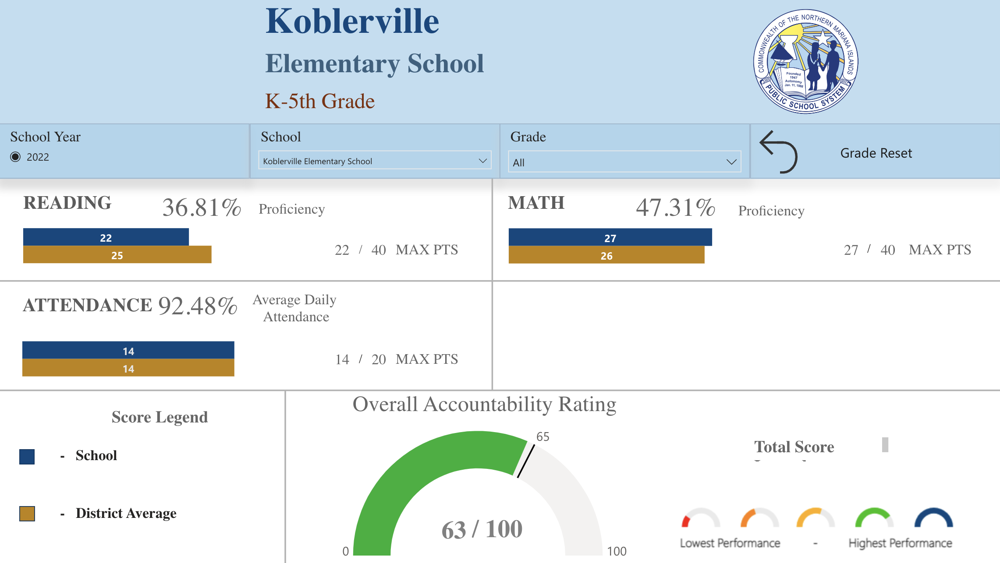 Koblerville
Elementary School
K-5th Grade
COMMONWEALTH OF THE NORTHERN MARIANA ISLANDS
Founded
1947
Autonomy
Jan. 11, 1988
PUBLIC SCHOOL SYSTEM
School Year
2022
School
Koblerville Elementary School
Grade
All
Grade Reset
READING 36.81% Proficiency
22
25
22 / 40 MAX PTS
MATH 47.31% Proficiency
27
26
27 / 40 MAX PTS
ATTENDANCE 92.48% Average Daily
Attendance
14
14
14 / 20 MAX PTS
Score Legend
- School
- District Average
Overall Accountability Rating
65
63 / 100
0
100
Total Score
Lowest Performance - Highest Performance